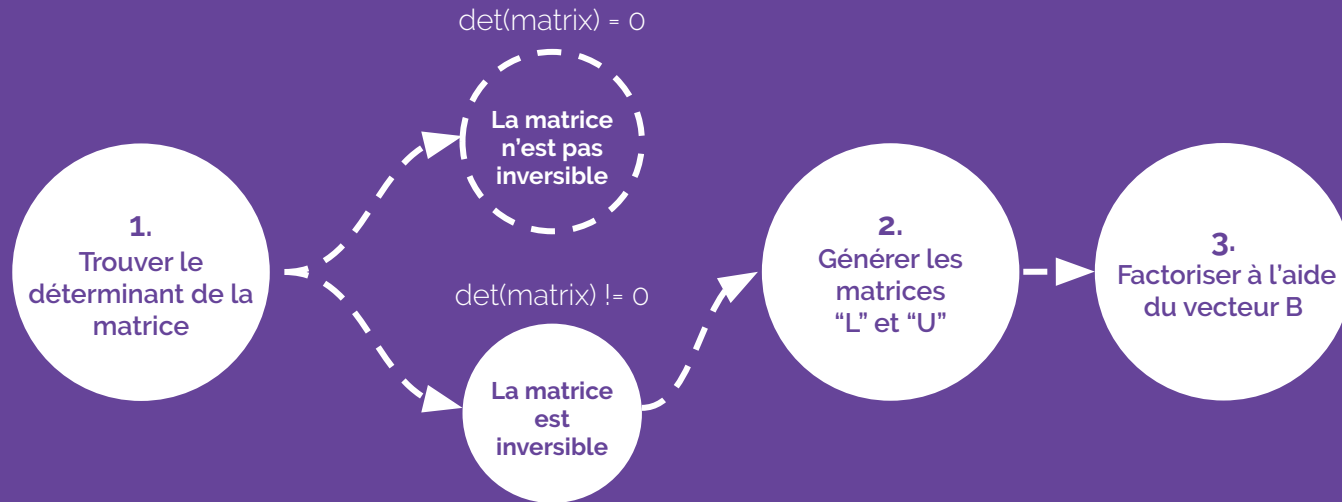 det(matrix) = 0
La matrice
n’est pas
inversible
1.
Trouver le
déterminant de la
matrice
det(matrix) != 0
La matrice
est
inversible
2.
Générer les
matrices
“L” et “U”
3.
Factoriser à l’aide
du vecteur B